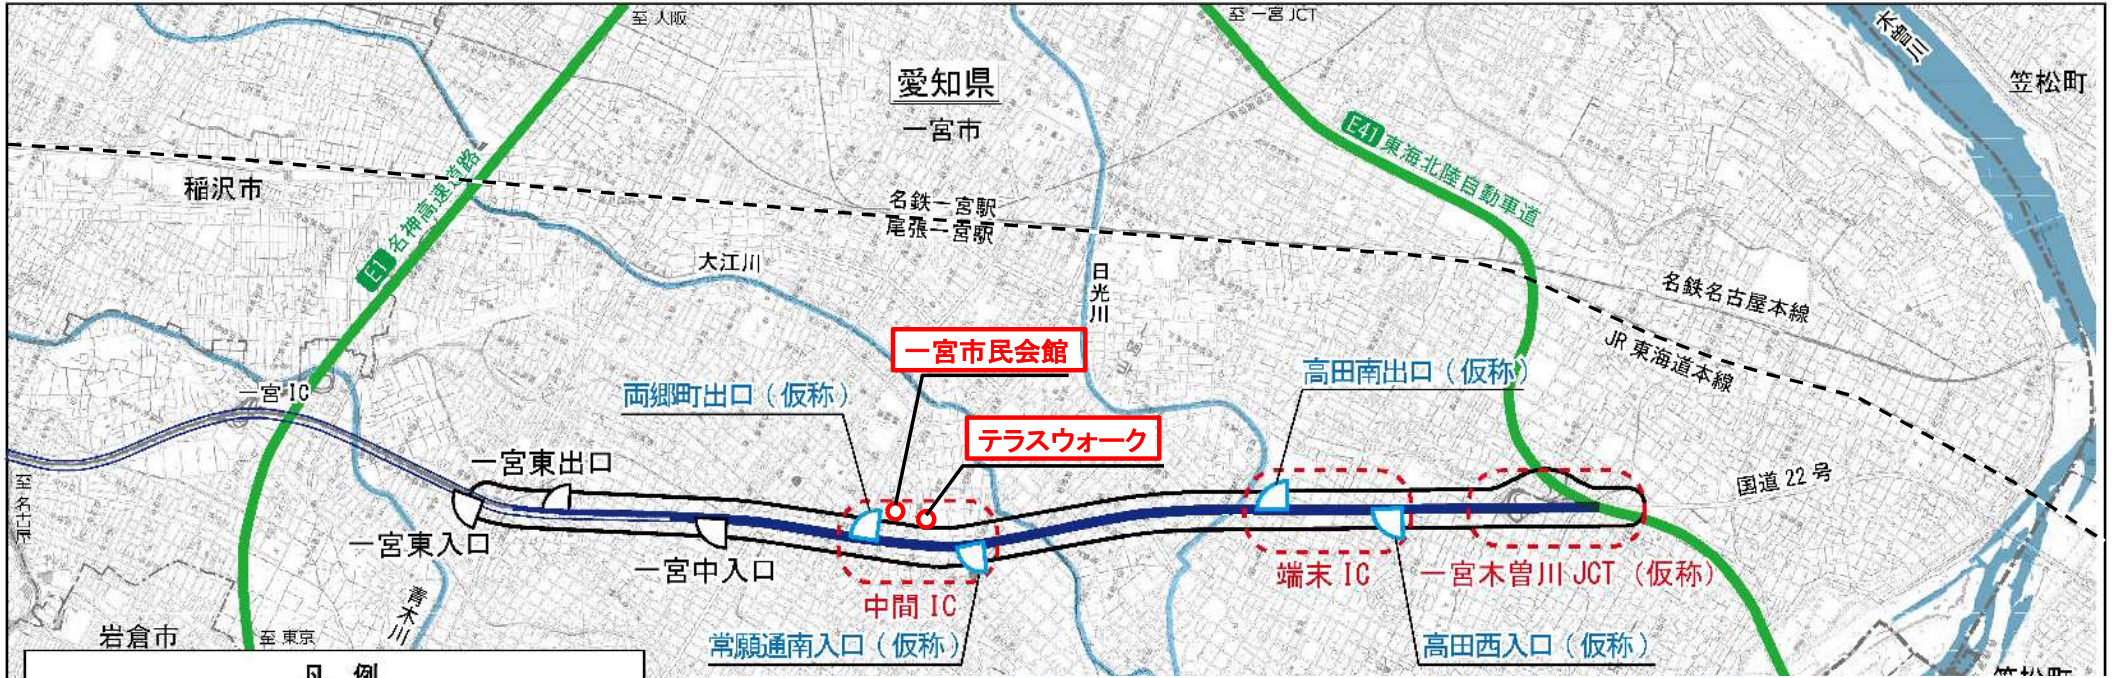 至 大阪
至 一宮 JCT
木曽川
笠松町
愛知県
一宮市
E41 東海北陸自動車道
稲沢市
E1 名神高速道路
名鉄一宮駅
尾張一宮駅
大江川
日光川
名鉄名古屋本線
JR 東海道本線
一宮市民会館
一宮 IC
両郷町出口（仮称）
高田南出口（仮称）
テラスウォーク
一宮東出口
国道 22 号
至 名古屋
一宮東入口
一宮中入口
中間 IC
端末 IC
一宮木曽川 JCT（仮称）
青木川
岩倉市
至 東京
常願通南入口（仮称）
高田西入口（仮称）
凡 例
笠松町